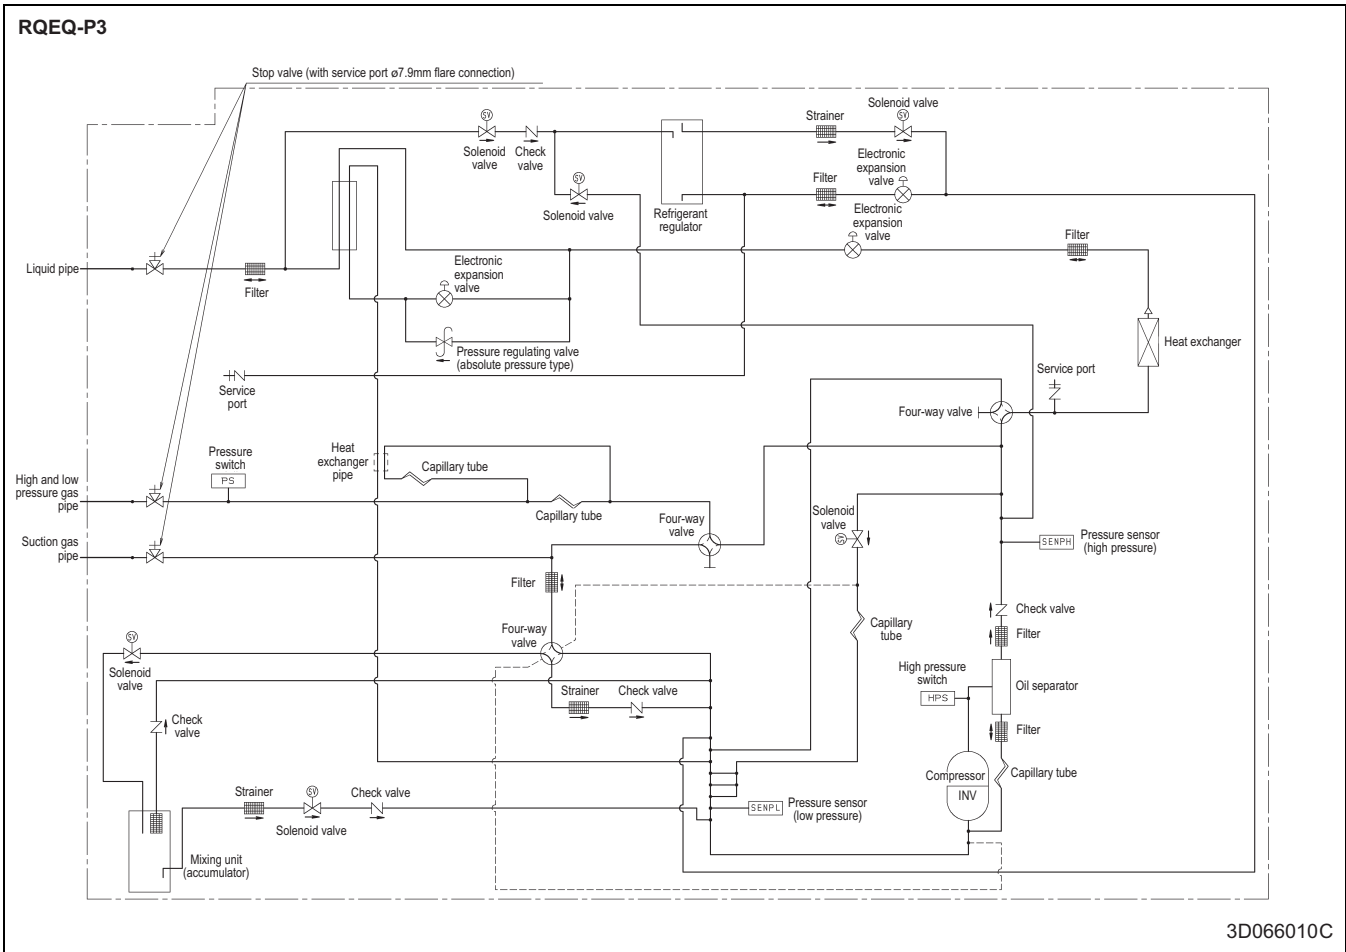 RQEQ-P3
Stop valve (with service port ø7.9mm flare connection)
SV
Solenoid
valve
Check
valve
SV
Solenoid valve
Refrigerant
regulator
Strainer
Solenoid valve
SV
Electronic
expansion
valve
Filter
Electronic
expansion
valve
Filter
Liquid pipe
Filter
Electronic
expansion
valve
Pressure regulating valve
(absolute pressure type)
Heat exchanger
Service
port
Service port
Four-way valve
Pressure
switch
PS
Heat
exchanger
pipe
Capillary tube
High and low
pressure gas
pipe
Capillary tube
Four-way
valve
Solenoid
valve
SV
Suction gas
pipe
SENPH
Pressure sensor
(high pressure)
Filter
Check valve
Filter
Capillary
tube
Four-way
valve
SV
Solenoid
valve
High pressure
switch
HPS
Oil separator
Strainer
Check valve
Check
valve
Filter
Compressor
INV
Capillary tube
Strainer
SV
Solenoid valve
Check valve
SENPL
Pressure sensor
(low pressure)
Mixing unit
(accumulator)
3D066010C